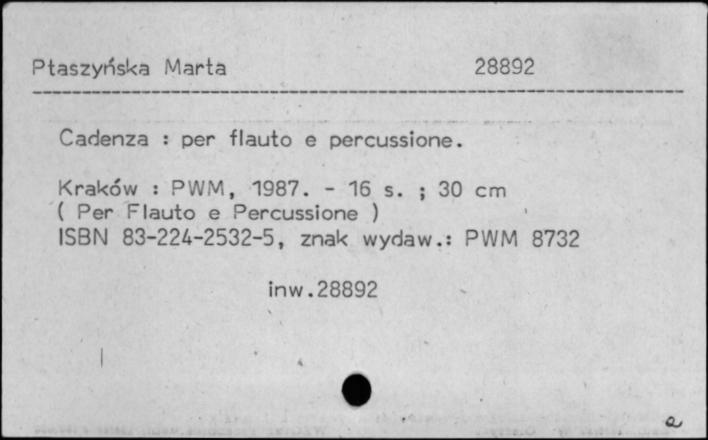 Ptaszyńska Marta 28892
Cadenza : per flauto e percussione.
Kraków : PWM, 1987. - 16 s. ; 30 cm
( Per Flauto e Percussione )
ISBN 83-224-2532-5, znak wydaw.: PWM 8732
inw.28892
a